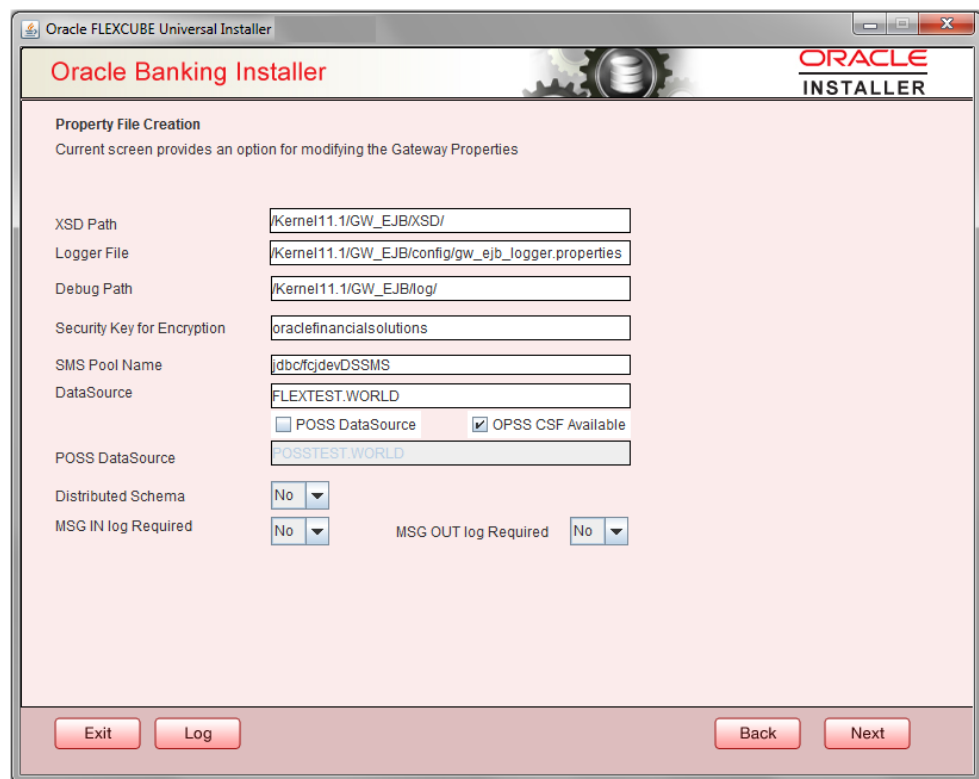 Oracle FLEXCUBE Universal Installer
Oracle Banking Installer
ORACLE
INSTALLER
Property File Creation
Current screen provides an option for modifying the Gateway Properties
XSD Path /Kernel11.1/GW_EJB/XSD/
Logger File /Kernel11.1/GW_EJB/config/gw_ejb_logger.properties
Debug Path /Kernel11.1/GW_EJB/log/
Security Key for Encryption oraclefinancialsolutions
SMS Pool Name jdbc/fcjdevDSSMS
DataSource FLEXTEST.WORLD
POSS DataSource OPSS CSF Available
POSS DataSource POSSTEST.WORLD
Distributed Schema No
MSG IN log Required No MSG OUT log Required No
Exit Log Back Next